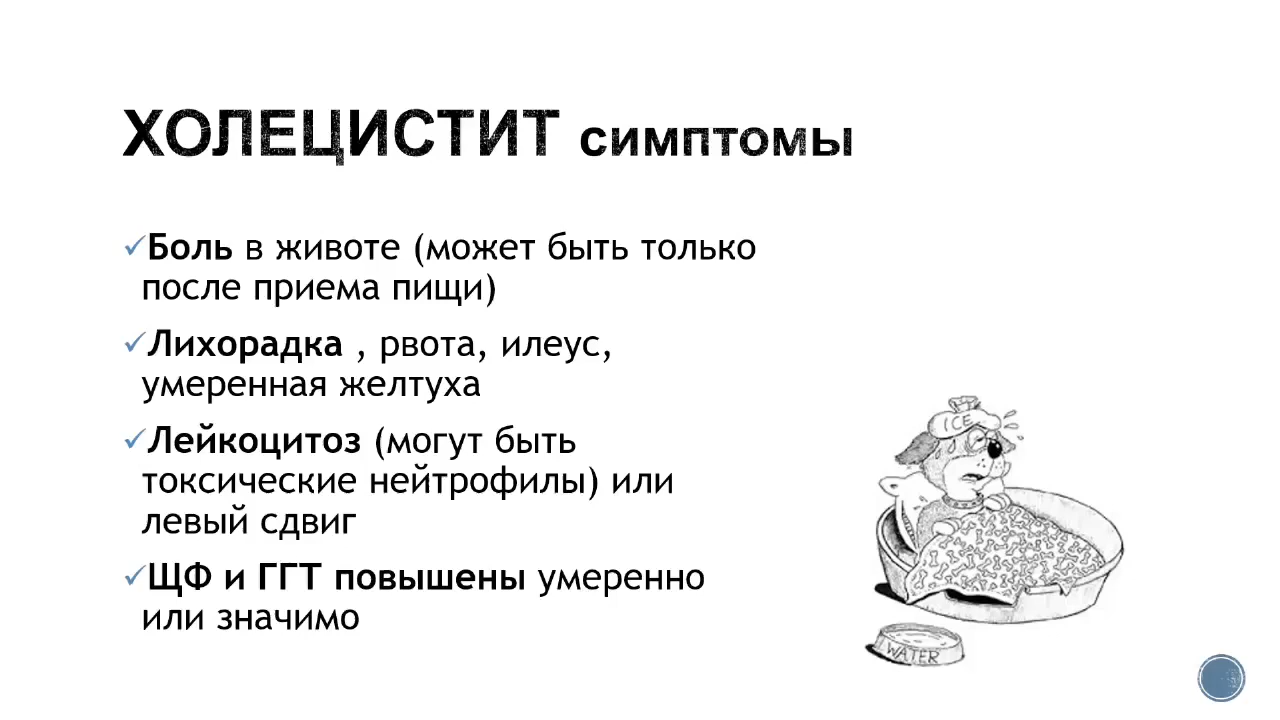 ХОЛЕЦИСТИТ симптомы
✓Боль в животе (может быть только
после приема пищи)
✓Лихорадка , рвота, илеус,
умеренная желтуха
✓Лейкоцитоз (могут быть
токсические нейтрофилы) или
левый сдвиг
✓ЩФ и ГГТ повышены умеренно
или значимо
ICE
WATER